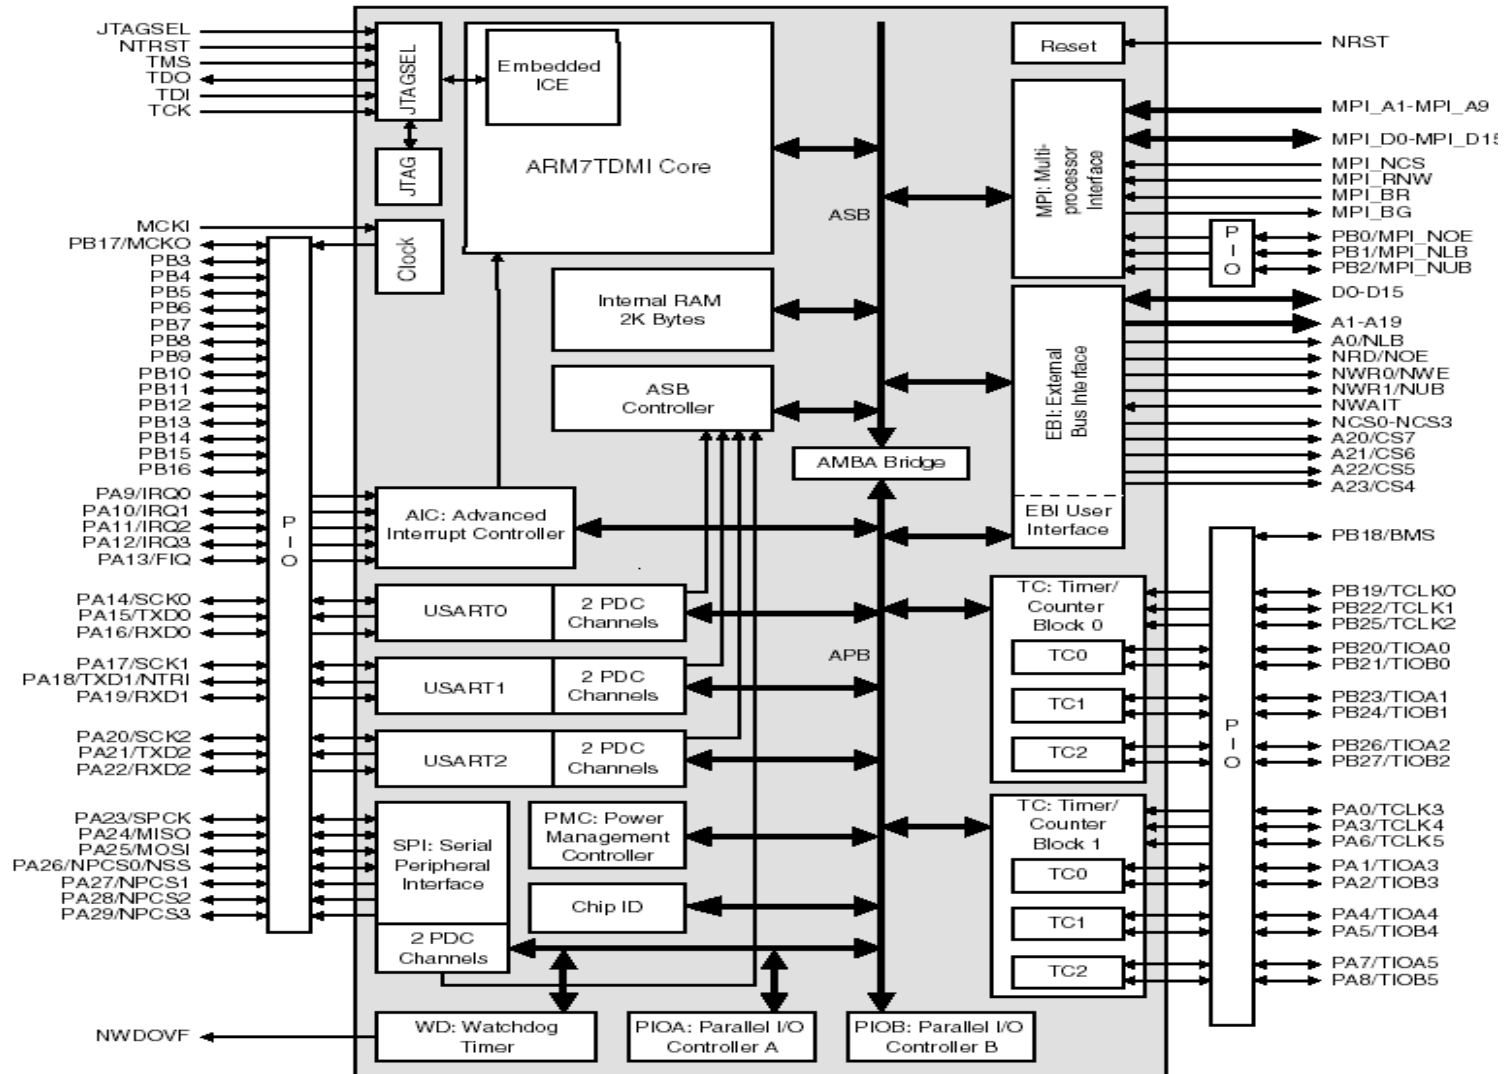 JTAGSEL
NTRST
TMS
TDO
TDI
TCK
MCKI
PB17/MCKO
PB3
PB4
PB5
PB6
PB7
PB8
PB9
PB10
PB11
PB12
PB13
PB14
PB15
PB16
PA9/IRQ0
PA10/IRQ1
PA11/IRQ2
PA12/IRQ3
PA13/FIQ
PA14/SCK0
PA15/TXD0
PA16/RXD0
PA17/SCK1
PA18/TXD1/NTRI
PA19/RXD1
PA20/SCK2
PA21/TXD2
PA22/RXD2
PA23/SPCK
PA24/MISO
PA25/MOSI
PA26/NPCS0/NSS
PA27/NPCS1
PA28/NPCS2
PA29/NPCS3
NWDOVF
P
I
O
JTAGSEL
JTAG
Clock
Embedded
ICE
ARM7TDMI Core
Internal RAM
2K Bytes
ASB
Controller
AIC: Advanced
Interrupt Controller
USART0
2 PDC
Channels
USART1
2 PDC
Channels
USART2
2 PDC
Channels
SPI: Serial
Peripheral
Interface
2 PDC
Channels
PMC: Power
Management
Controller
Chip ID
WD: Watchdog
Timer
PIOA: Parallel I/O
Controller A
PIOB: Parallel I/O
Controller B
ASB
AMBA Bridge
APB
Reset
MPI: Multi-
processor
Interface
EBI: External
Bus Interface
EBI User
Interface
TC: Timer/
Counter
Block 0
TC0
TC1
TC2
TC: Timer/
Counter
Block 1
TC0
TC1
TC2
P
I
O
P
I
O
NRST
MPI_A1-MPI_A9
MPI_D0-MPI_D15
MPI_NCS
MPI_RNW
MPI_BR
MPI_BG
PB0/MPI_NOE
PB1/MPI_NLB
PB2/MPI_NUB
D0-D15
A1-A19
A0/NLB
NRD/NOE
NWR0/NWE
NWR1/NUB
NWAIT
NCS0-NCS3
A20/CS7
A21/CS6
A22/CS5
A23/CS4
PB18/BMS
PB19/TCLK0
PB22/TCLK1
PB25/TCLK2
PB20/TIOA0
PB21/TIOB0
PB23/TIOA1
PB24/TIOB1
PB26/TIOA2
PB27/TIOB2
PA0/TCLK3
PA3/TCLK4
PA6/TCLK5
PA1/TIOA3
PA2/TIOB3
PA4/TIOA4
PA5/TIOB4
PA7/TIOA5
PA8/TIOB5